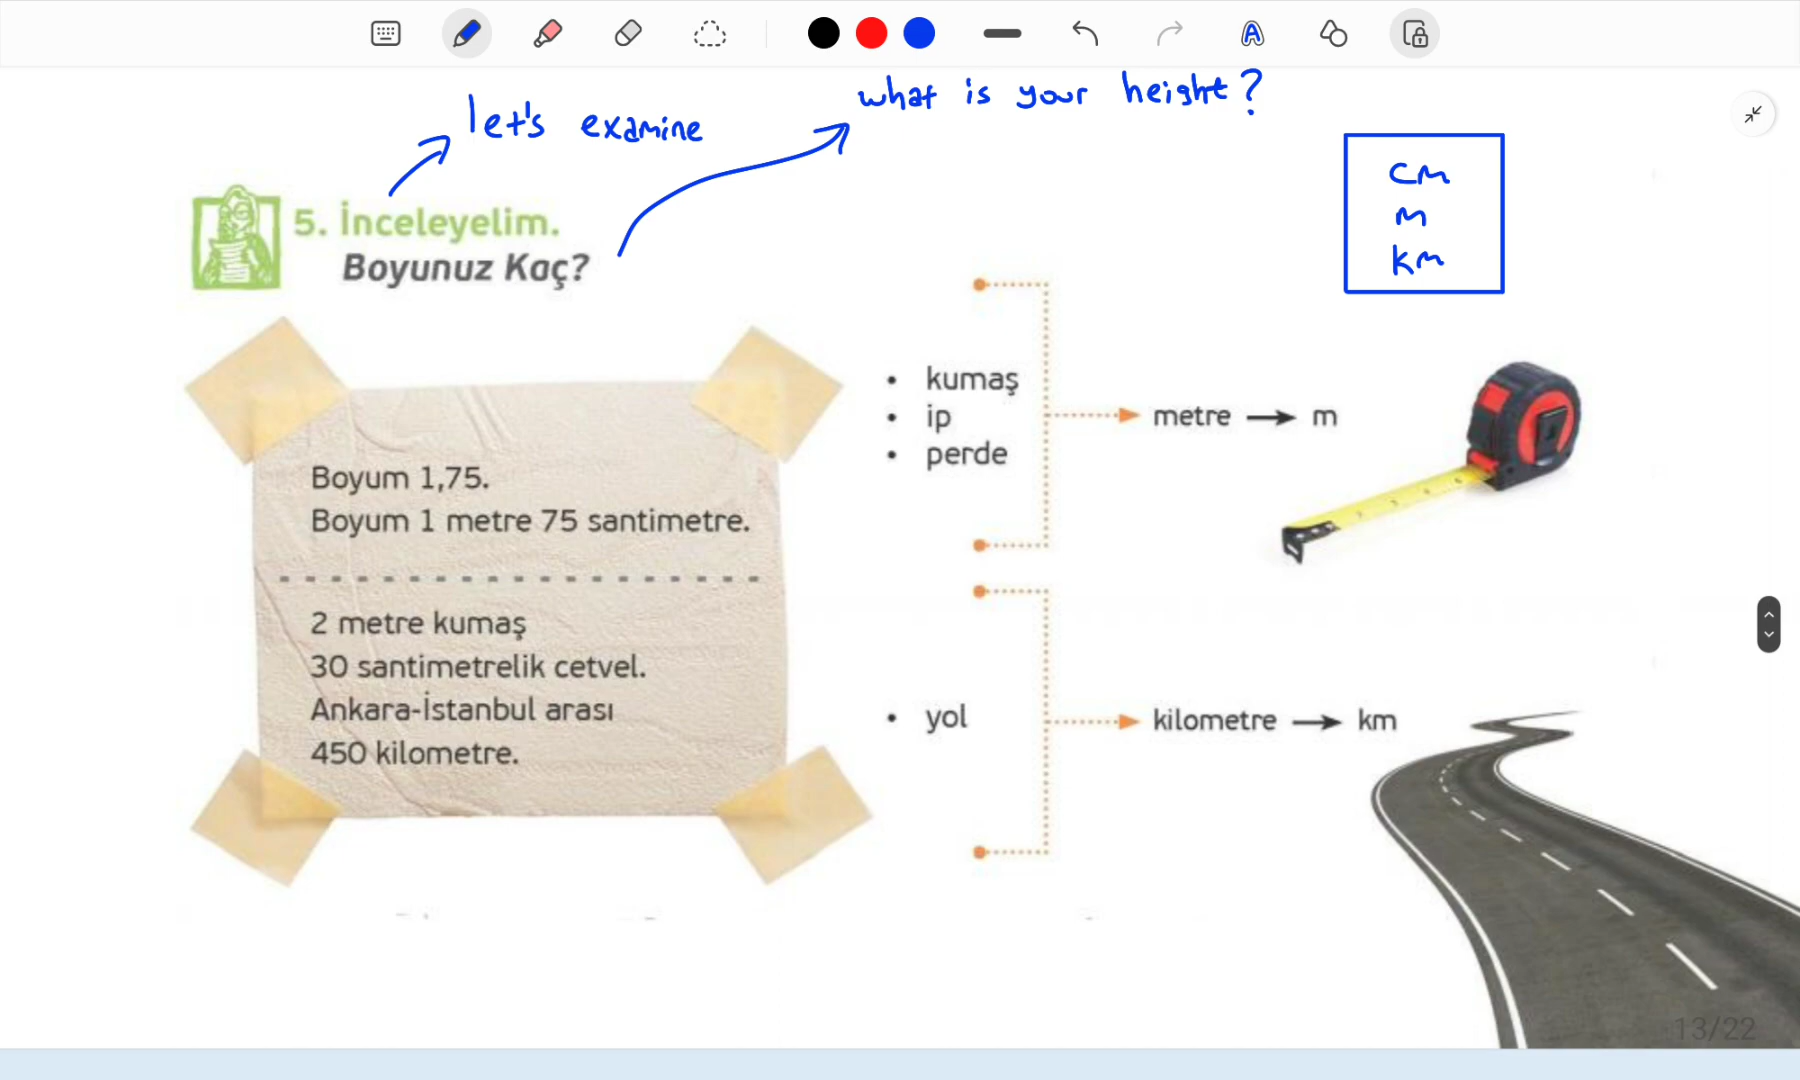 what is your height?
let's examine
cm
m
km
5. İnceleyelim.
Boyunuz Kaç?
Boyum 1,75.
Boyum 1 metre 75 santimetre.
2 metre kumaş
30 santimetrelik cetvel.
Ankara-İstanbul arası
450 kilometre.
• kumaş
• ip
• perde
metre → m
• yol
kilometre → km
13/22